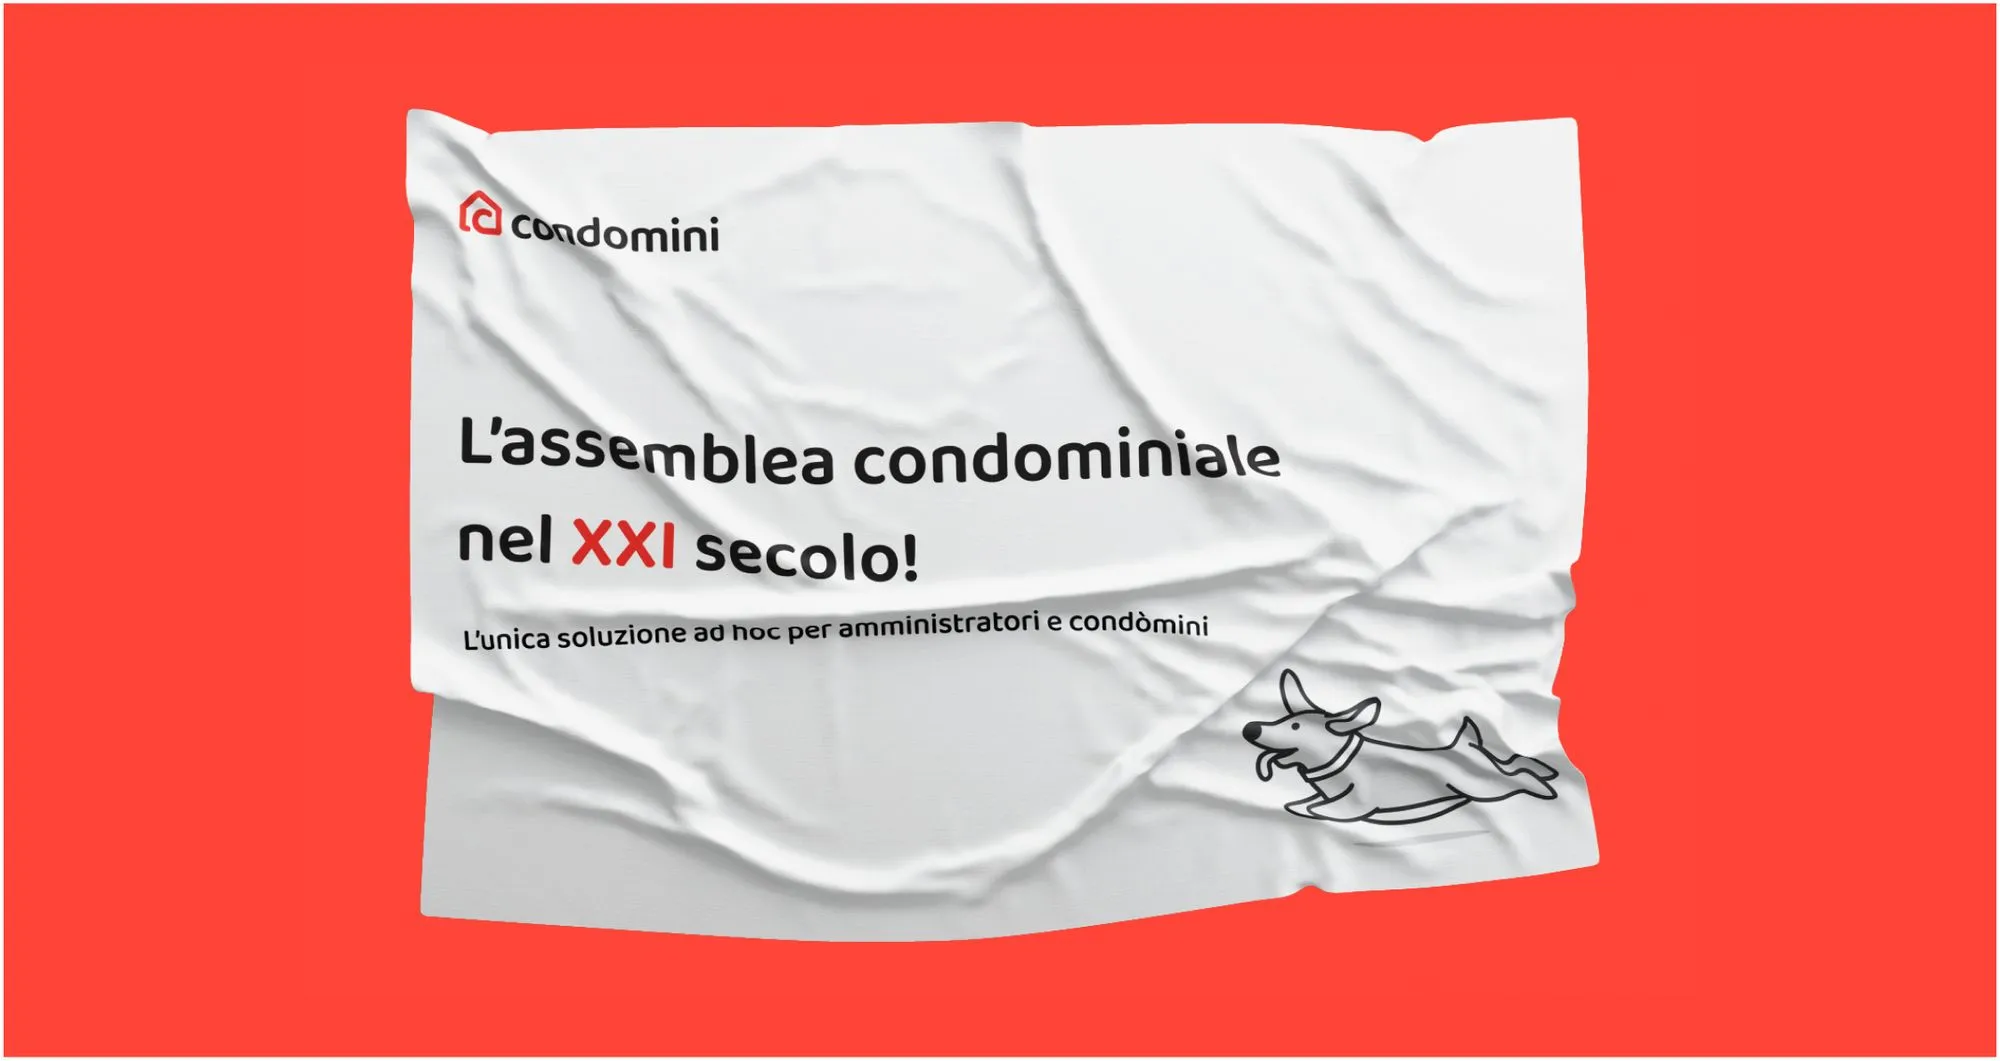 condomini
L'assemblea condominiale
nel XXI secolo!
L'unica soluzione ad hoc per amministratori e condòmini